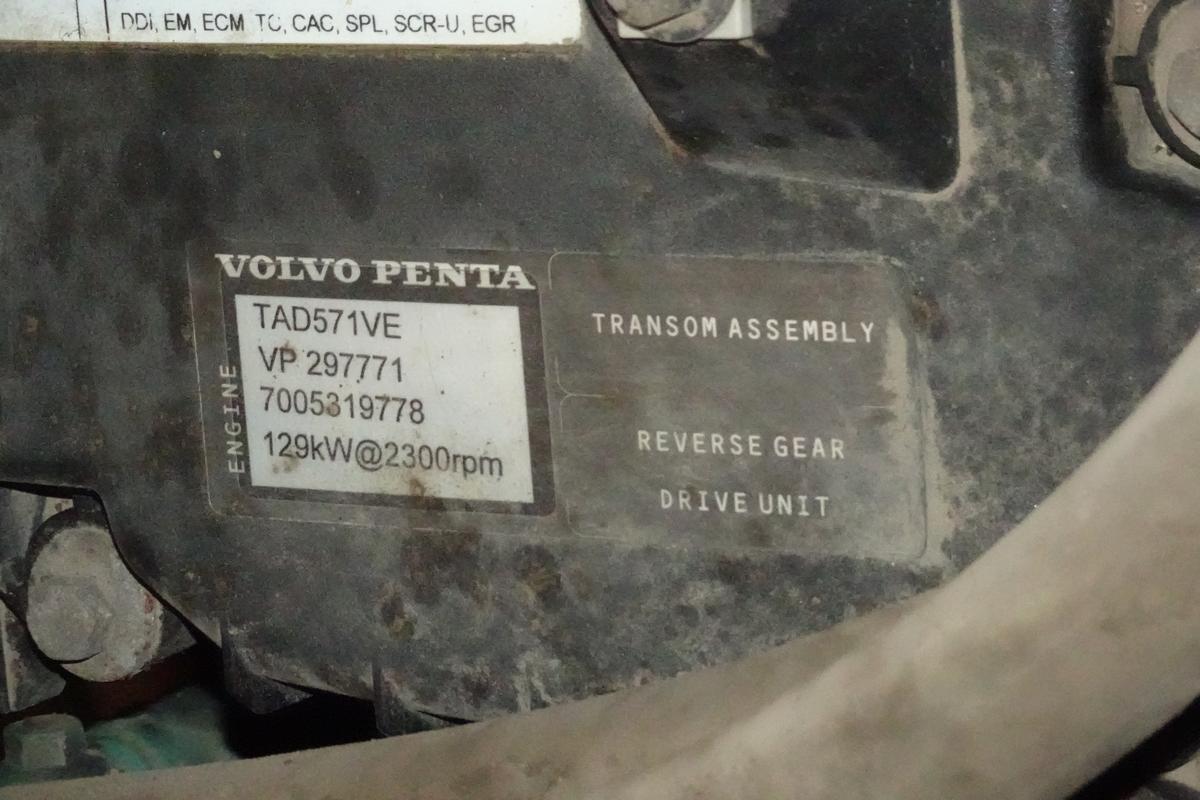 DDI, EM, ECM TC, CAC, SPL, SCR-U, EGR
VOLVO PENTA
ENGINE
TAD571VE
VP 297771
7005319778
129kW@2300rpm
TRANSOM ASSEMBLY
REVERSE GEAR
DRIVE UNIT